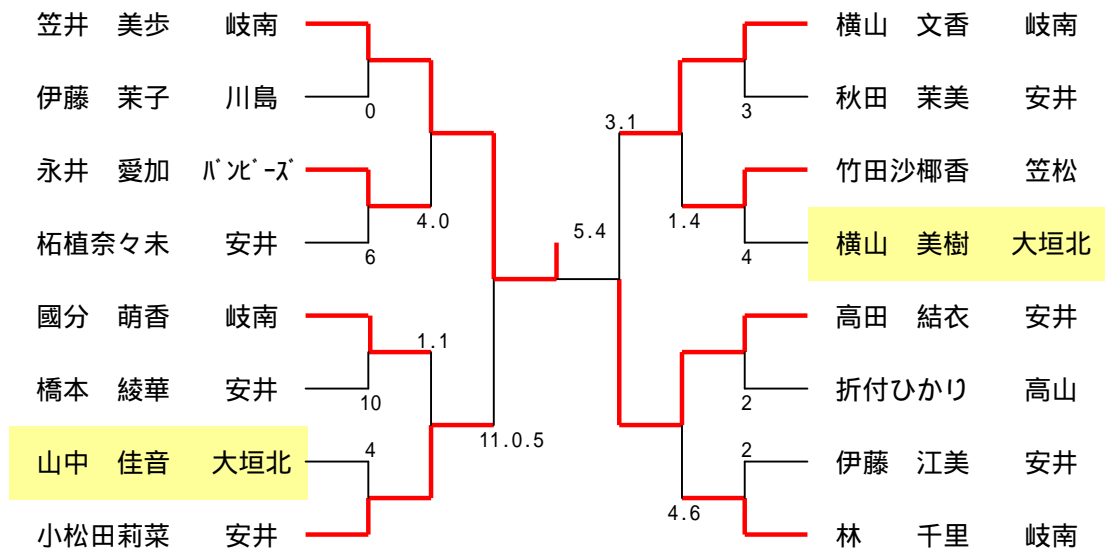 笠井　美歩　岐南
伊藤　茉子　川島
0
永井　愛加　バンビーズ
4.0
柘植奈々未　安井
6
國分　萌香　岐南
1.1
橋本　綾華　安井
10
山中　佳音　大垣北
4
11.0.5
小松田莉菜　安井
5.4
横山　文香　岐南
秋田　茉美　安井
3
3.1
竹田沙椰香　笠松
1.4
横山　美樹　大垣北
4
高田　結衣　安井
折付ひかり　高山
2
伊藤　江美　安井
2
4.6
林　千里　岐南